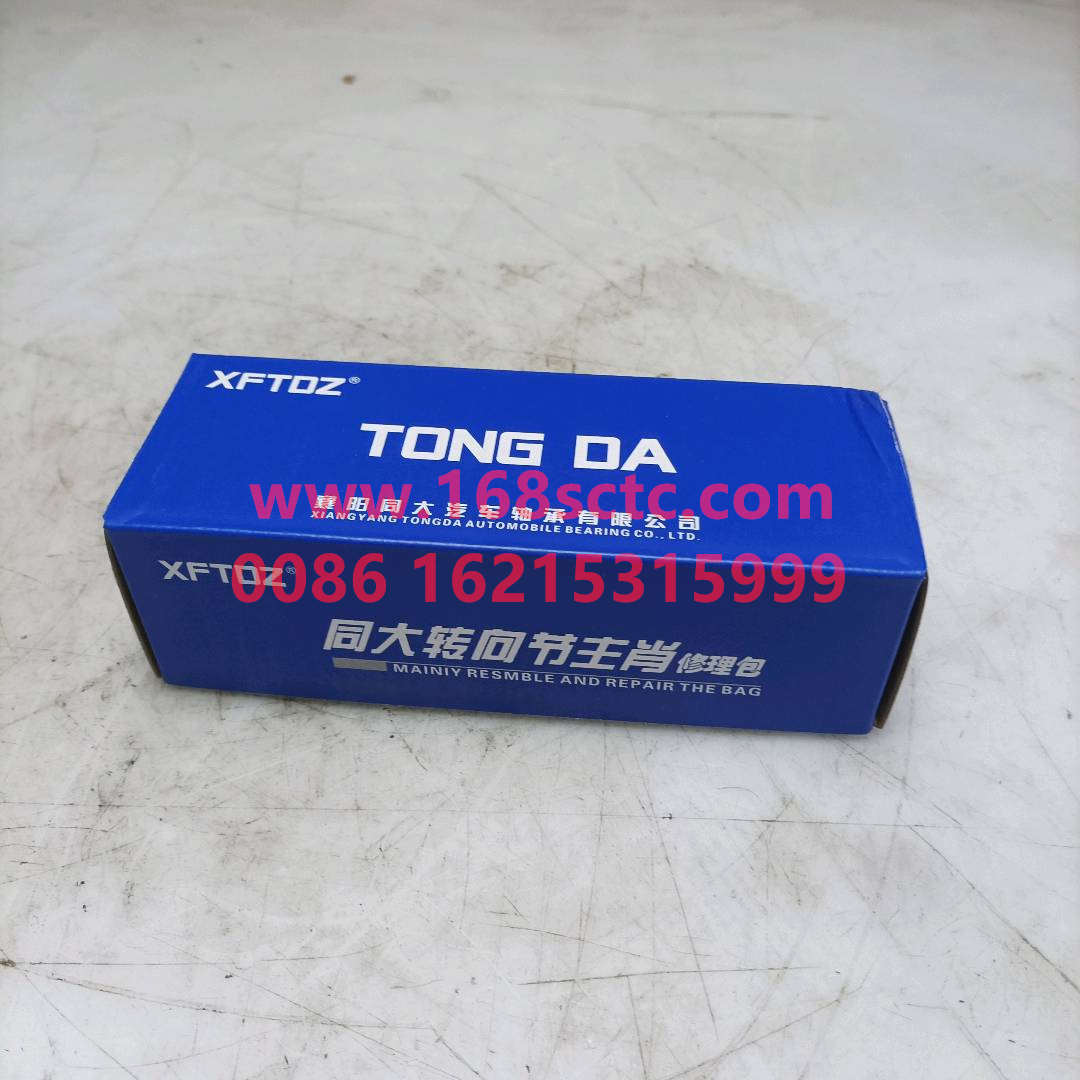 XFTDZ®
TONG DA
www.168sctc.com
襄阳同大汽车轴承有限公司
XIANGYANG TONGDA AUTOMOBILE BEARING CO., LTD.
XFTDZ®
0086 16215315999
同大转向节主肖修理包
MAINIY RESMBLE AND REPAIR THE BAG